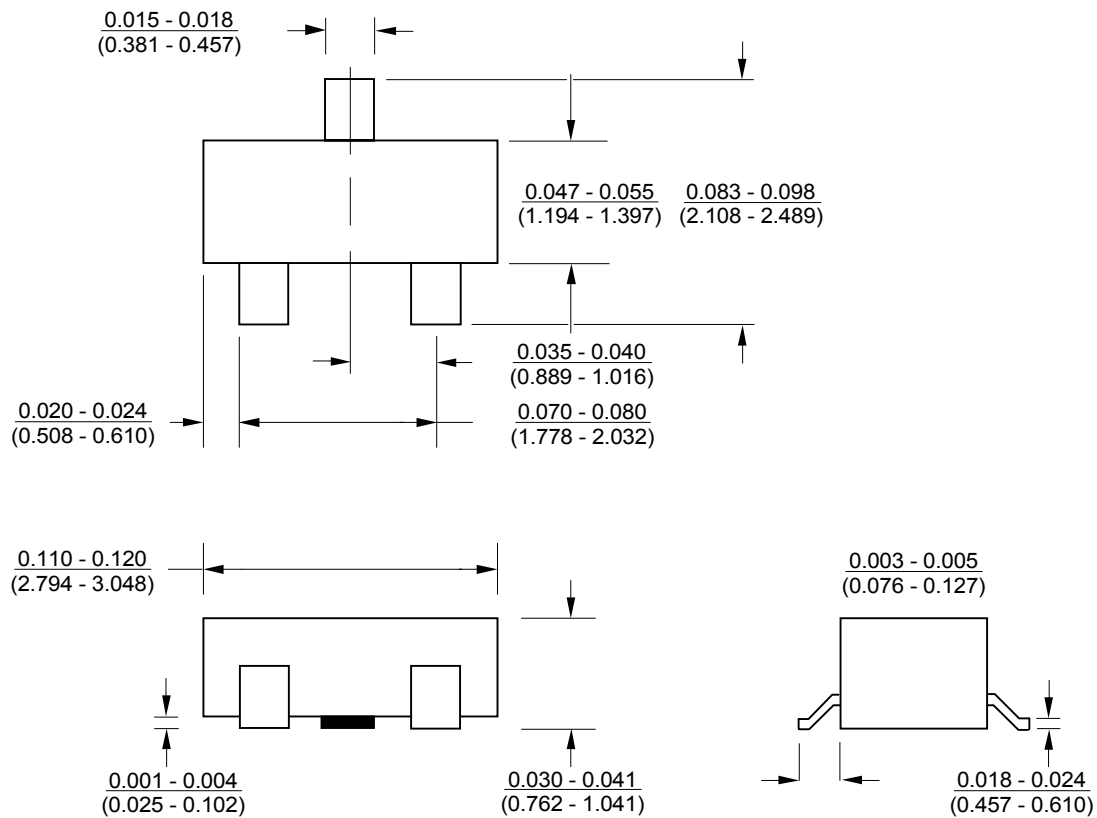 0.015 - 0.018
(0.381 - 0.457)
0.047 - 0.055
(1.194 - 1.397)
0.083 - 0.098
(2.108 - 2.489)
0.035 - 0.040
(0.889 - 1.016)
0.020 - 0.024
(0.508 - 0.610)
0.070 - 0.080
(1.778 - 2.032)
0.110 - 0.120
(2.794 - 3.048)
0.003 - 0.005
(0.076 - 0.127)
0.001 - 0.004
(0.025 - 0.102)
0.030 - 0.041
(0.762 - 1.041)
0.018 - 0.024
(0.457 - 0.610)